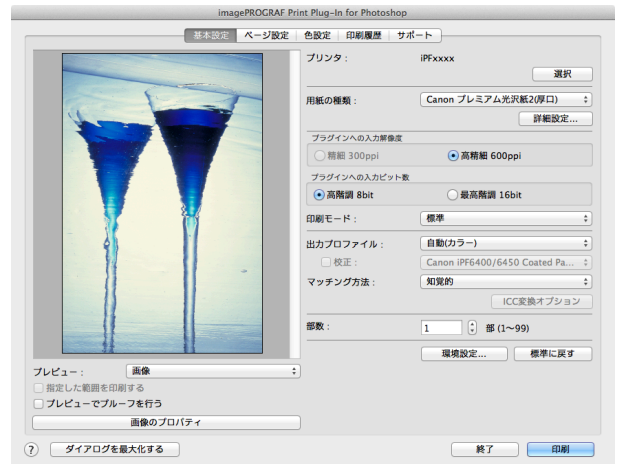 imagePROGRAF Print Plug-In for Photoshop
基本設定 ページ設定 色設定 印刷履歴 サポート
プリンタ： iPFxxxx
選択
用紙の種類： Canon プレミアム光沢紙2(厚口)
詳細設定...
プラグインへの入力解像度
精細 300ppi 高精細 600ppi
プラグインへの入力ビット数
高階調 8bit 最高階調 16bit
印刷モード： 標準
出力プロファイル： 自動(カラー)
校正： Canon iPF6400/6450 Coated Pa...
マッチング方法： 知覚的
ICC変換オプション
部数： 1 部 (1〜99)
環境設定... 標準に戻す
プレビュー： 画像
指定した範囲を印刷する
プレビューでプルーフを行う
画像のプロパティ
? ダイアログを最大化する 終了 印刷